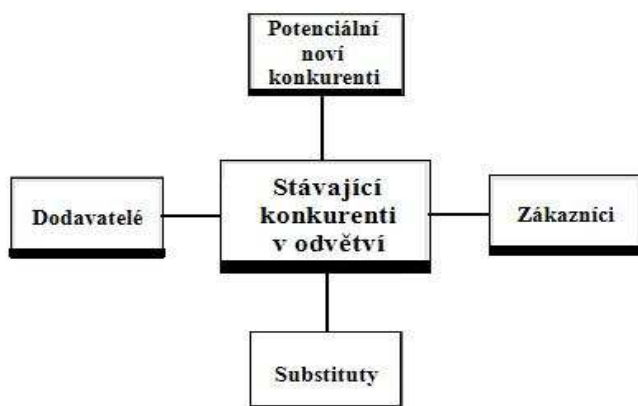 Potenciální
noví
konkurenti
Dodavatelé
Stávající
konkurenti
v odvětví
Zákazníci
Substituty